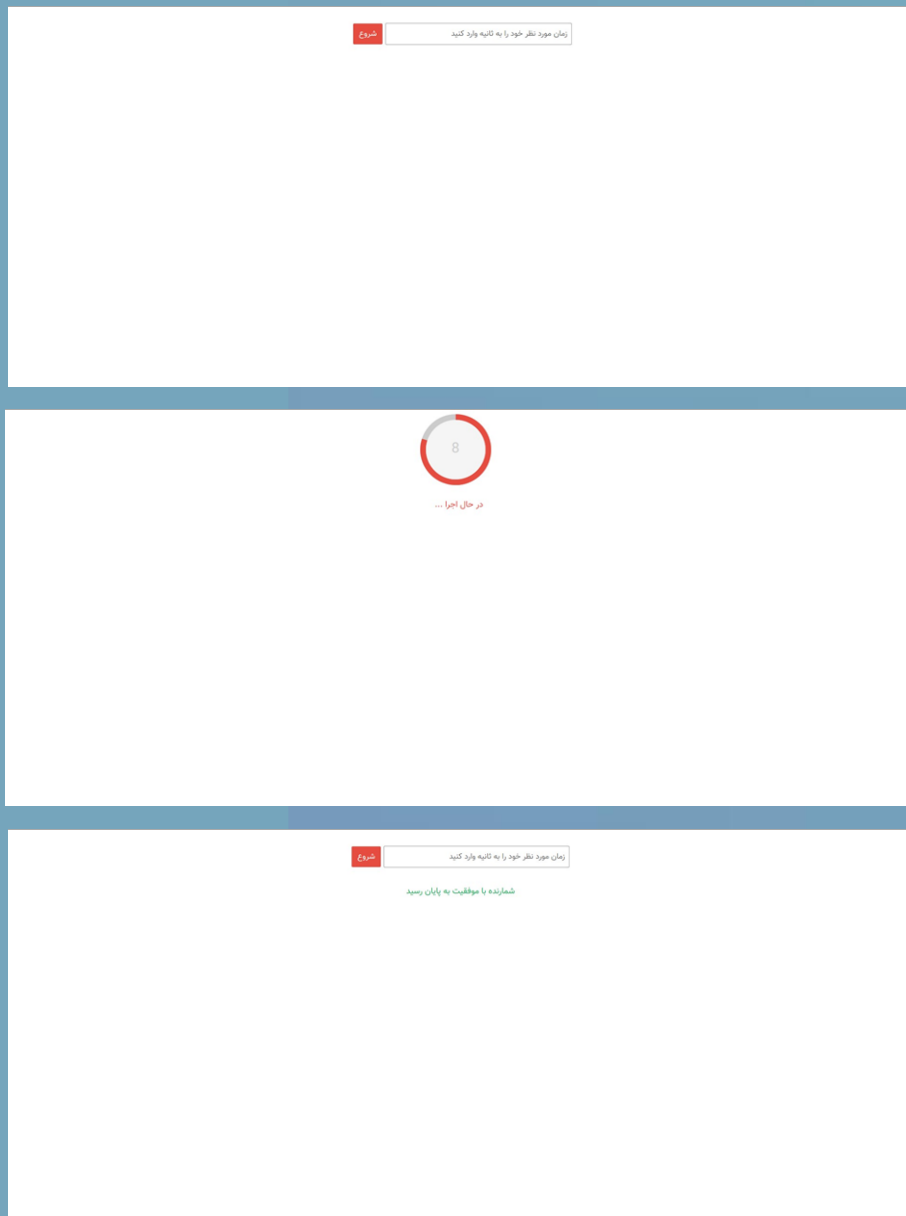 زمان مورد نظر خود را به ثانیه وارد کنید شروع
8
در حال اجرا ...
زمان مورد نظر خود را به ثانیه وارد کنید شروع
شمارنده با موفقیت به پایان رسید